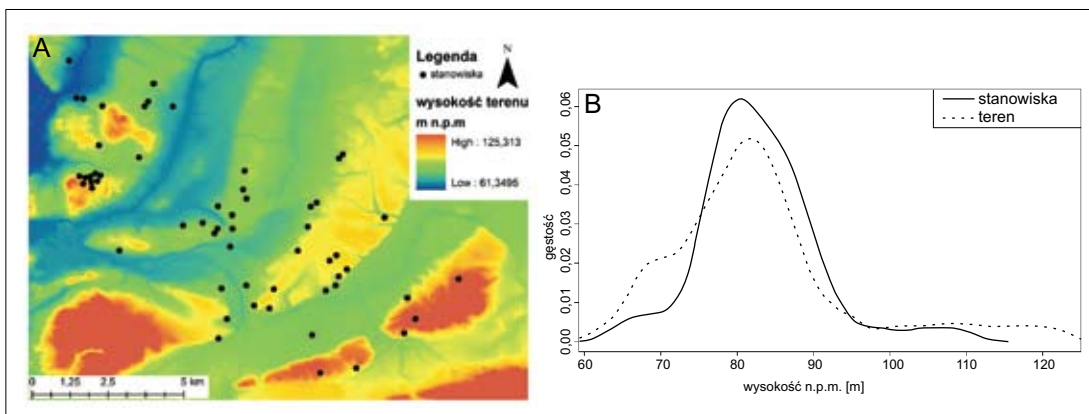 A
Legenda
N
stanowiska
wysokość terenu
m n.p.m
High : 125,313
Low : 61,3495
0 1,25 2,5 5 km
B
stanowiska
teren
gęstość
0,00 0,01 0,02 0,03 0,04 0,05 0,06
60 70 80 90 100 110 120
wysokość n.p.m. [m]